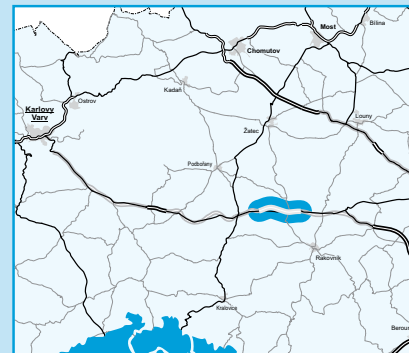 Most
Bílina
Chomutov
Kadaň
Ostrov
Karlovy
Vary
Louny
Žatec
Podbořany
Rakovník
Kralovice
Beroun